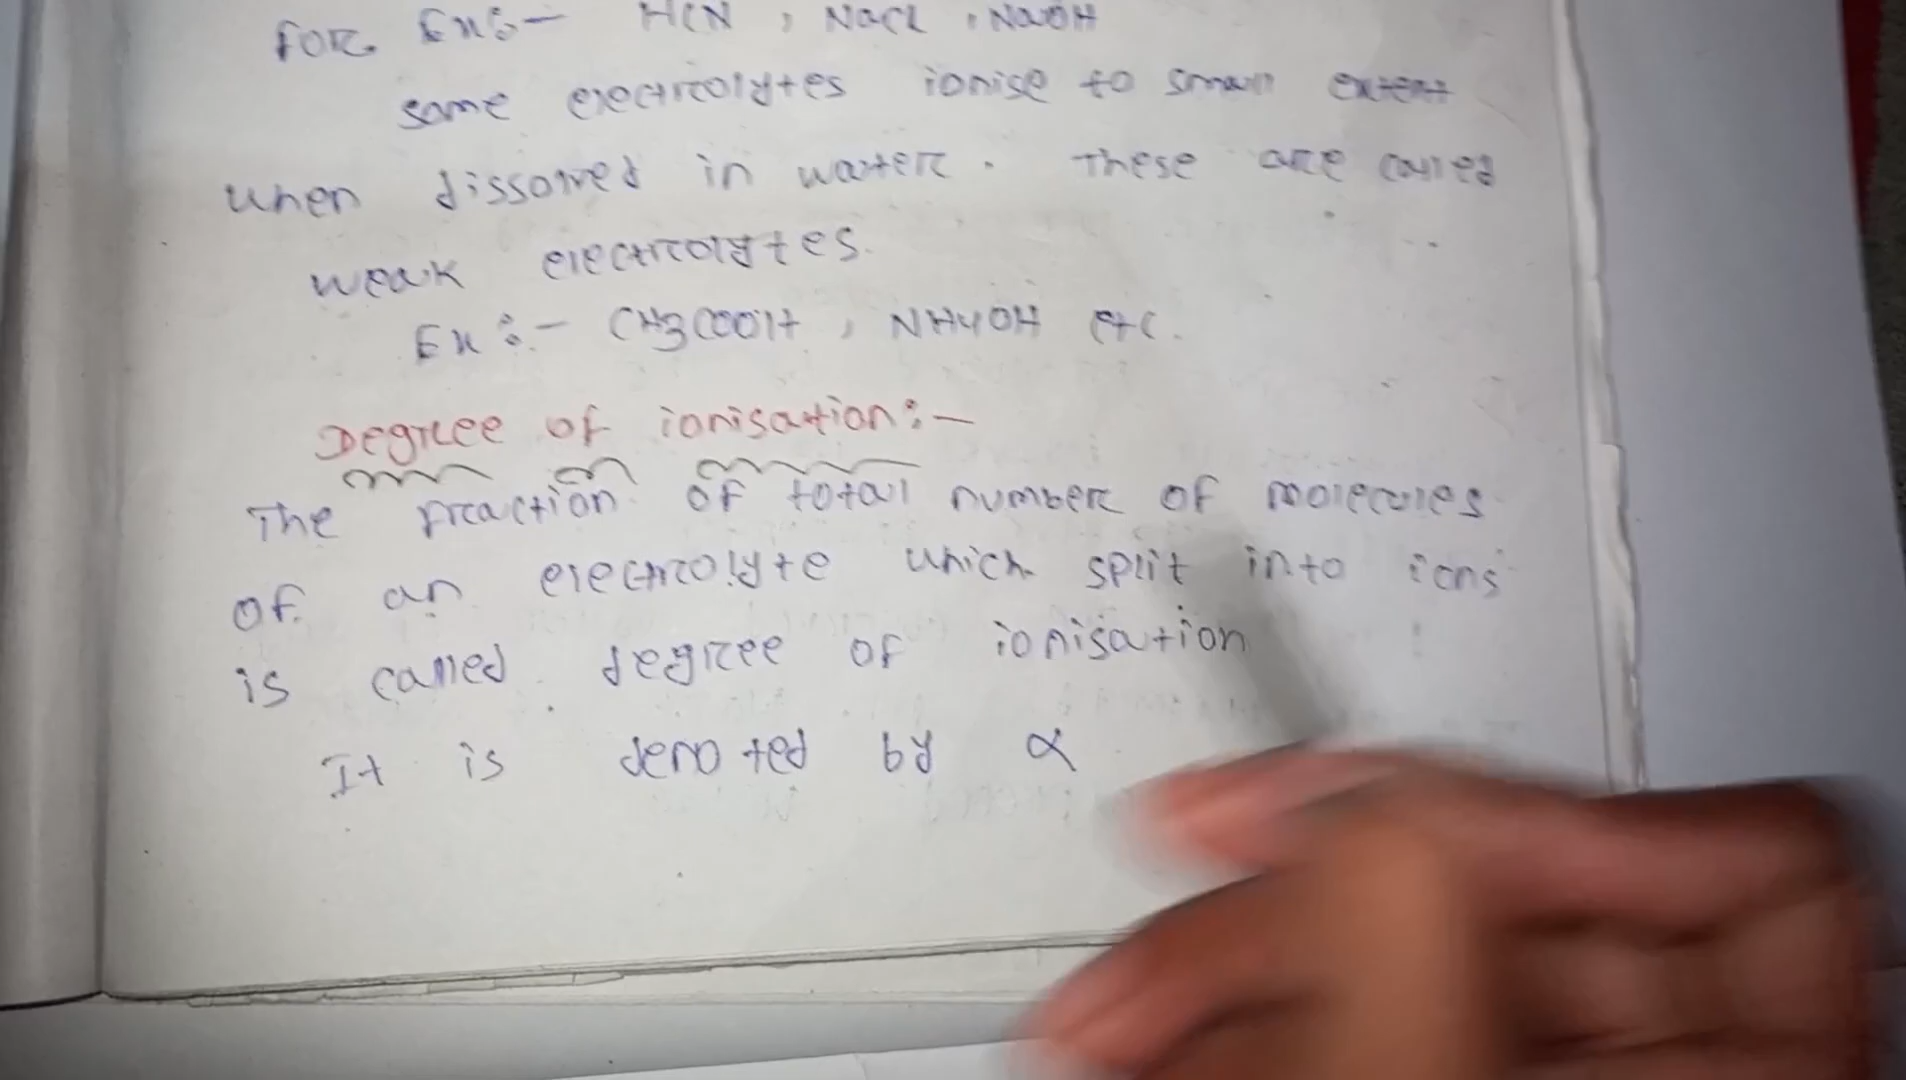 for Ex:- HCN , NaCl , NaOH
some electrolytes ionise to small extent
when dissolved in water . These are called
weak electrolytes.
Ex :- CH3COOH , NH4OH etc.
Degree of ionisation:-
The fraction of total number of molecules
of an electrolyte which split into ions
is called degree of ionisation
It is denoted by α